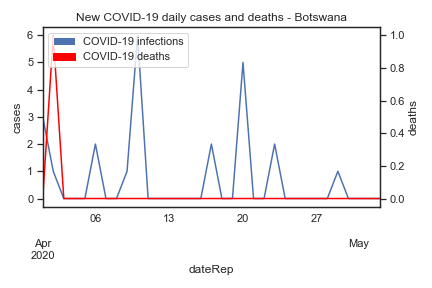 New COVID-19 daily cases and deaths - Botswana
COVID-19 infections
COVID-19 deaths
6
5
4
3
2
1
0
cases
1.0
0.8
0.6
0.4
0.2
0.0
deaths
06 13 20 27
Apr May
2020
dateRep